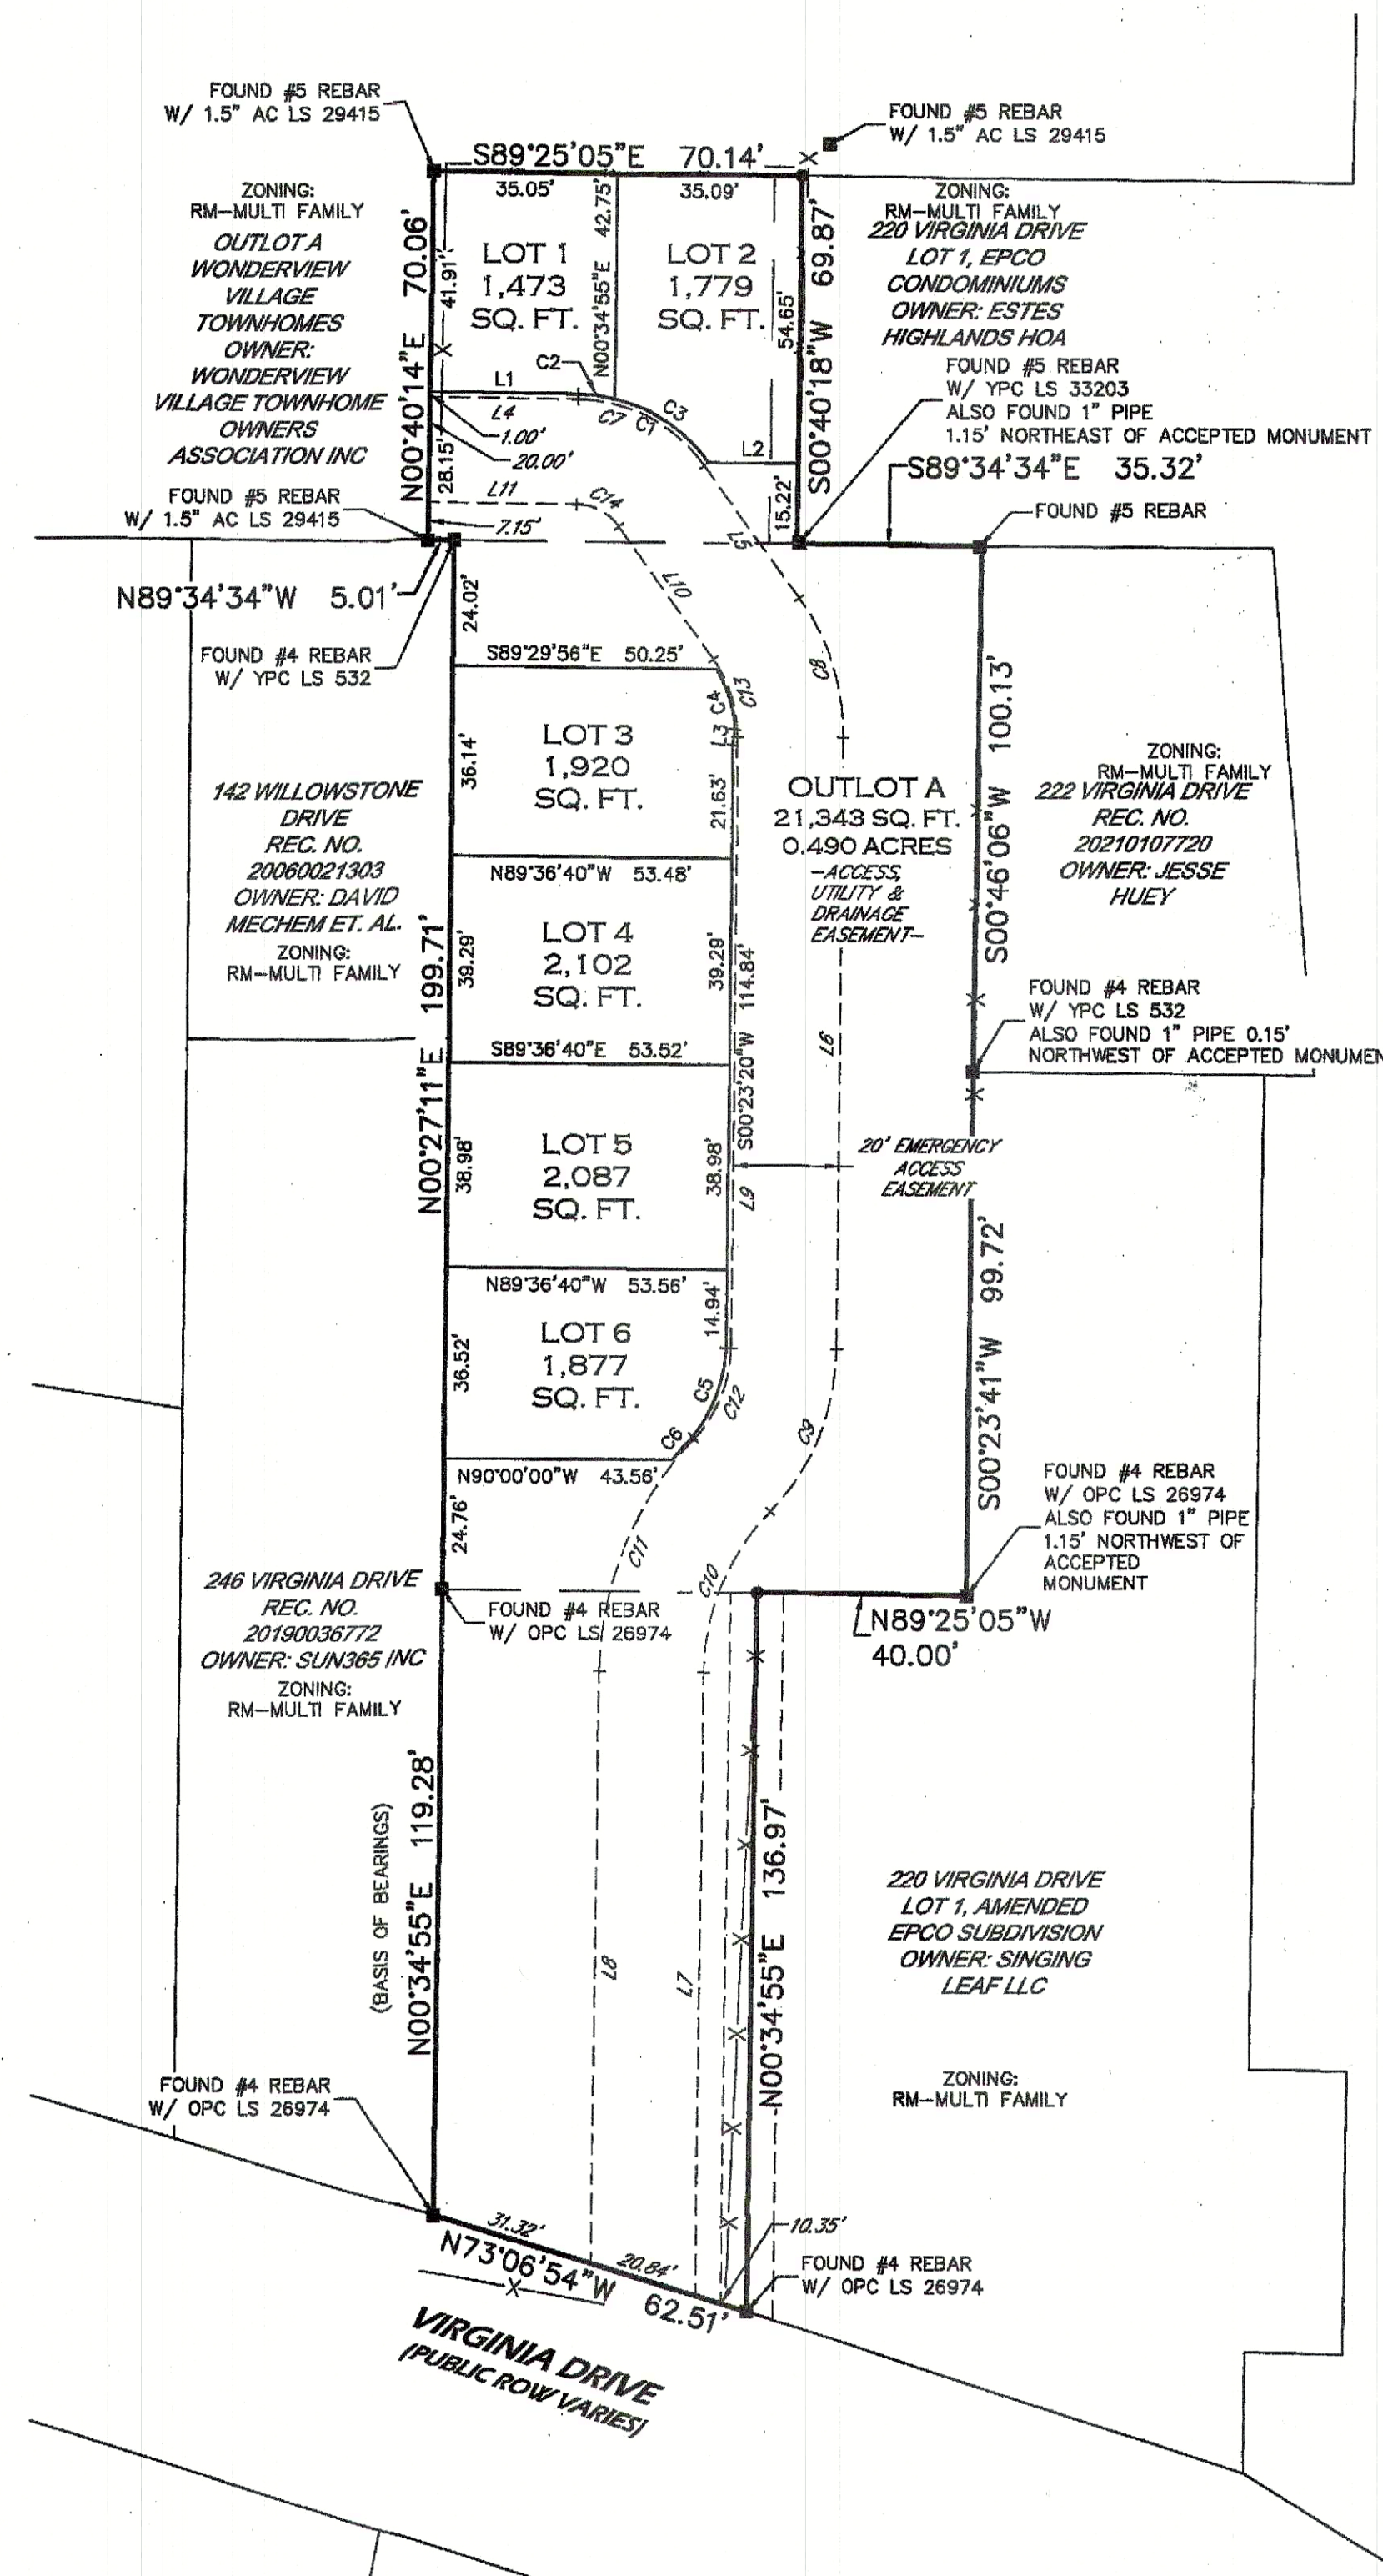 FOUND #5 REBAR
W/ 1.5" AC LS 29415
FOUND #5 REBAR
W/ 1.5" AC LS 29415
S89°25'05"E 70.14'
35.05'
35.09'
ZONING:
RM-MULTI FAMILY
OUTLOT A
WONDERVIEW
VILLAGE
TOWNHOMES
OWNER:
WONDERVIEW
VILLAGE TOWNHOME
OWNERS
ASSOCIATION INC
N00°40'14"E 70.06'
41.91'
28.15'
LOT 1
1,473
SQ. FT.
N00°34'55"E 42.75'
LOT 2
1,779
SQ. FT.
54.65'
15.22'
S00°40'18"W 69.87'
ZONING:
RM-MULTI FAMILY
220 VIRGINIA DRIVE
LOT 1, EPCO
CONDOMINIUMS
OWNER: ESTES
HIGHLANDS HOA
FOUND #5 REBAR
W/ YPC LS 33203
ALSO FOUND 1" PIPE
1.15' NORTHEAST OF ACCEPTED MONUMENT
S89°34'34"E 35.32'
FOUND #5 REBAR
C2
L1
L4
C7
C1
C3
L2
1.00'
20.00'
L11
C14
7.15'
L5
L10
FOUND #5 REBAR
W/ 1.5" AC LS 29415
N89°34'34"W 5.01'
FOUND #4 REBAR
W/ YPC LS 532
24.02'
S89°29'56"E 50.25'
C8
C4
C13
L3
LOT 3
1,920
SQ. FT.
36.14'
21.63'
N89°36'40"W 53.48'
142 WILLOWSTONE
DRIVE
REC. NO.
20060021303
OWNER: DAVID
MECHEM ET. AL.
ZONING:
RM-MULTI FAMILY
N00°27'11"E 199.71'
OUTLOT A
21,343 SQ. FT.
0.490 ACRES
-ACCESS,
UTILITY &
DRAINAGE
EASEMENT-
S00°46'06"W 100.13'
ZONING:
RM-MULTI FAMILY
222 VIRGINIA DRIVE
REC. NO.
20210107720
OWNER: JESSE
HUEY
LOT 4
2,102
SQ. FT.
39.29'
39.29'
S00°23'20"W 114.84'
L6
FOUND #4 REBAR
W/ YPC LS 532
ALSO FOUND 1" PIPE 0.15'
NORTHWEST OF ACCEPTED MONUMEN
S89°36'40"E 53.52'
LOT 5
2,087
SQ. FT.
38.98'
38.98'
L9
20' EMERGENCY
ACCESS
EASEMENT
N89°36'40"W 53.56'
LOT 6
1,877
SQ. FT.
36.52'
14.94'
C5
C12
C6
C9
S00°23'41"W 99.72'
N90°00'00"W 43.56'
24.76'
C11
C10
FOUND #4 REBAR
W/ OPC LS 26974
ALSO FOUND 1" PIPE
1.15' NORTHWEST OF
ACCEPTED
MONUMENT
N89°25'05"W
40.00'
246 VIRGINIA DRIVE
REC. NO.
20190036772
OWNER: SUN365 INC
ZONING:
RM-MULTI FAMILY
FOUND #4 REBAR
W/ OPC LS 26974
(BASIS OF BEARINGS)
N00°34'55"E 119.28'
L8
L7
N00°34'55"E 136.97'
220 VIRGINIA DRIVE
LOT 1, AMENDED
EPCO SUBDIVISION
OWNER: SINGING
LEAF LLC
ZONING:
RM-MULTI FAMILY
FOUND #4 REBAR
W/ OPC LS 26974
31.32'
20.84'
10.35'
N73°06'54"W 62.51'
FOUND #4 REBAR
W/ OPC LS 26974
VIRGINIA DRIVE
(PUBLIC ROW VARIES)